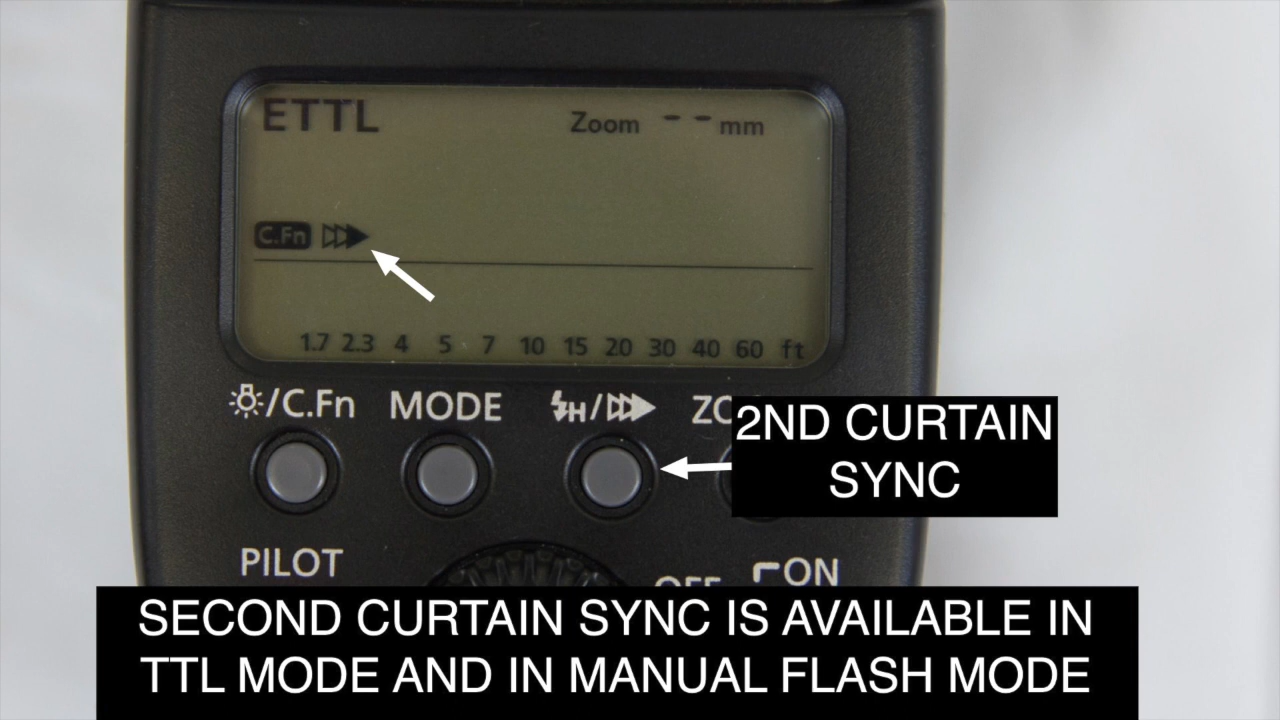 ETTL Zoom -- mm
C.Fn
1.7 2.3 4 5 7 10 15 20 30 40 60 ft
/C.Fn MODE H/
2ND CURTAIN
SYNC
PILOT
ON
SECOND CURTAIN SYNC IS AVAILABLE IN
TTL MODE AND IN MANUAL FLASH MODE